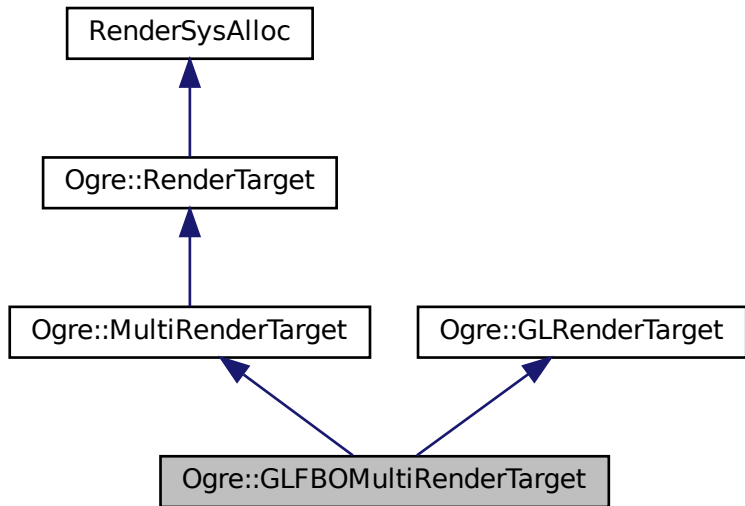 RenderSysAlloc
Ogre::RenderTarget
Ogre::MultiRenderTarget
Ogre::GLRenderTarget
Ogre::GLFBOMultiRenderTarget